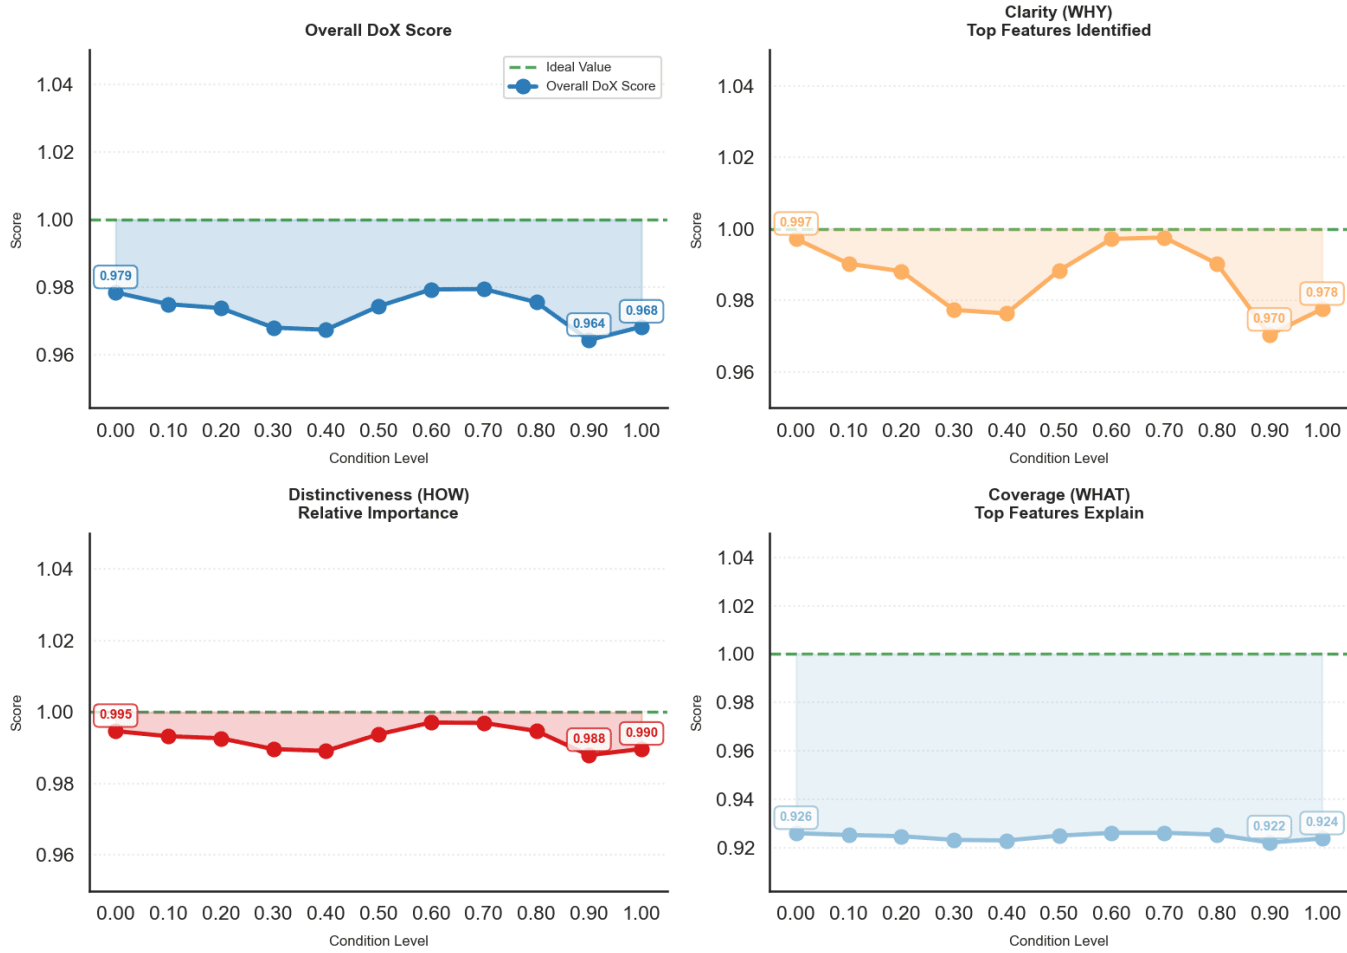 Overall DoX Score
1.04
1.02
1.00
0.98
0.96
Score
Ideal Value
Overall DoX Score
0.979
0.964
0.968
0.00 0.10 0.20 0.30 0.40 0.50 0.60 0.70 0.80 0.90 1.00
Condition Level
Clarity (WHY)
Top Features Identified
1.04
1.02
1.00
0.98
0.96
Score
0.997
0.970
0.978
0.00 0.10 0.20 0.30 0.40 0.50 0.60 0.70 0.80 0.90 1.00
Condition Level
Distinctiveness (HOW)
Relative Importance
1.04
1.02
1.00
0.98
0.96
Score
0.995
0.988
0.990
0.00 0.10 0.20 0.30 0.40 0.50 0.60 0.70 0.80 0.90 1.00
Condition Level
Coverage (WHAT)
Top Features Explain
1.04
1.02
1.00
0.98
0.96
0.94
0.92
Score
0.926
0.922
0.924
0.00 0.10 0.20 0.30 0.40 0.50 0.60 0.70 0.80 0.90 1.00
Condition Level